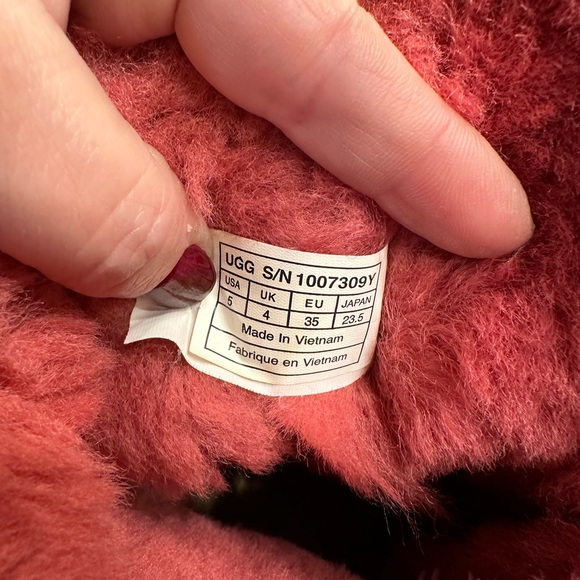 UGG S/N 1007309Y
USA UK EU JAPAN
5 4 35 23.5
Made In Vietnam
Fabrique en Vietnam